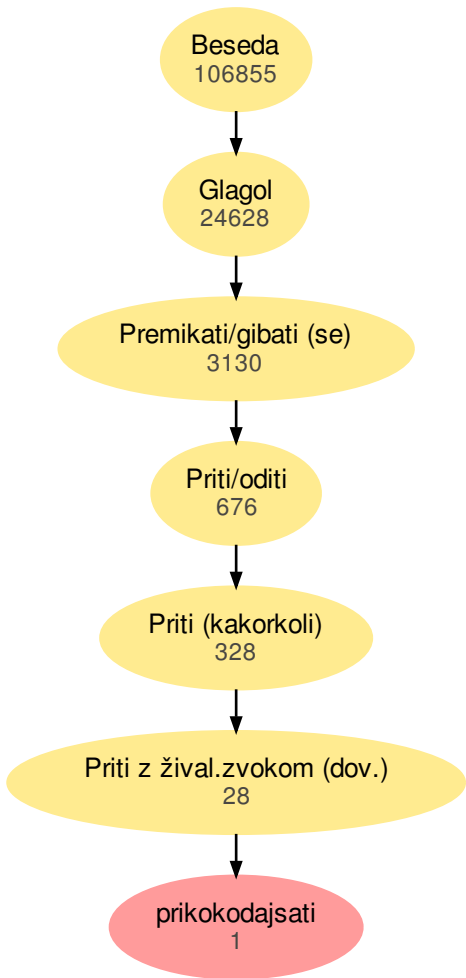 Beseda
106855
Glagol
24628
Premikati/gibati (se)
3130
Priti/oditi
676
Priti (kakorkoli)
328
Priti z žival.zvokom (dov.)
28
prikokodajsati
1